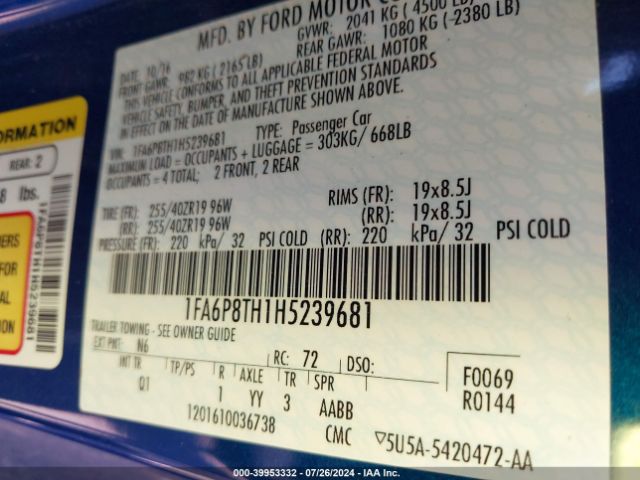 MFD. BY FORD MOTOR CO
GVWR: 2041 KG ( 4500 LB)
DATE: 10/16
FRONT GAWR: 982 KG ( 2165LB)
REAR GAWR: 1080 KG (-2380 LB)
THIS VEHICLE CONFORMS TO ALL APPLICABLE FEDERAL MOTOR
VEHICLE SAFETY, BUMPER, AND THEFT PREVENTION STANDARDS
IN EFFECT ON THE DATE OF MANUFACTURE SHOWN ABOVE.
VIN: 1FA6P8TH1H5239681 TYPE: Passenger Car
MAXIMUM LOAD = OCCUPANTS + LUGGAGE = 303KG/ 668LB
OCCUPANTS = 4 TOTAL; 2 FRONT, 2 REAR
TIRE (FR): 255/40ZR19 96W RIMS (FR): 19x8.5J
(RR): 255/40ZR19 96W (RR): 19x8.5J
PRESSURE (FR): 220 kPa/ 32 PSI COLD (RR): 220 kPa/ 32 PSI COLD
1FA6P8TH1H5239681
TRAILER TOWING - SEE OWNER GUIDE
EXT PNT: N6 RC: 72 DSO: F0069
INT TR TP/PS R AXLE TR SPR R0144
Q1 1 YY 3 AABB
1201610036738 CMC ▽5U5A-5420472-AA
ORMATION
REAR: 2
8 lbs.
FOR
1FA6P8TH1H5239681
000-39953332 - 07/26/2024 - IAA Inc.